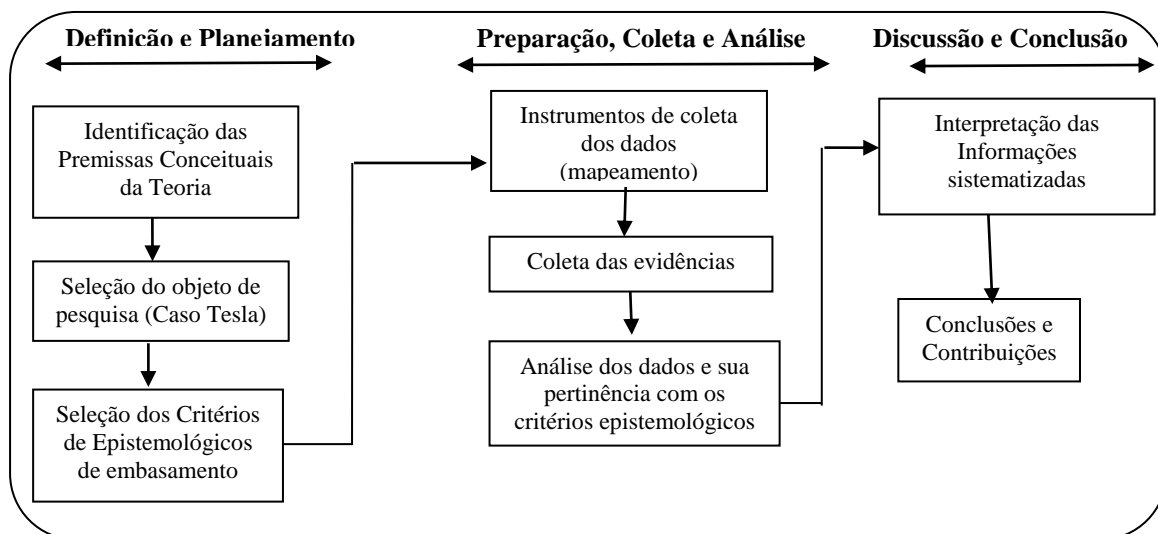 Definição e Planejamento
Identificação das
Premissas Conceituais
da Teoria
Seleção do objeto de
pesquisa (Caso Tesla)
Seleção dos Critérios
de Epistemológicos
de embasamento
Preparação, Coleta e Análise
Instrumentos de coleta
dos dados
(mapeamento)
Coleta das evidências
Análise dos dados e sua
pertinência com os
critérios epistemológicos
Discussão e Conclusão
Interpretação das
Informações
sistematizadas
Conclusões e
Contribuições